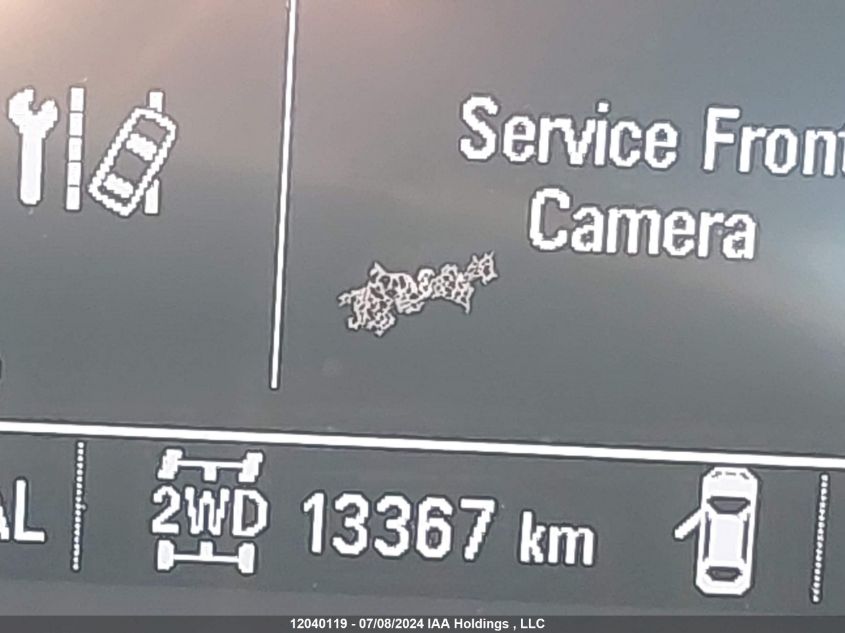 Service Front
Camera
AL
2WD
13367 km
12040119 - 07/08/2024 IAA Holdings , LLC